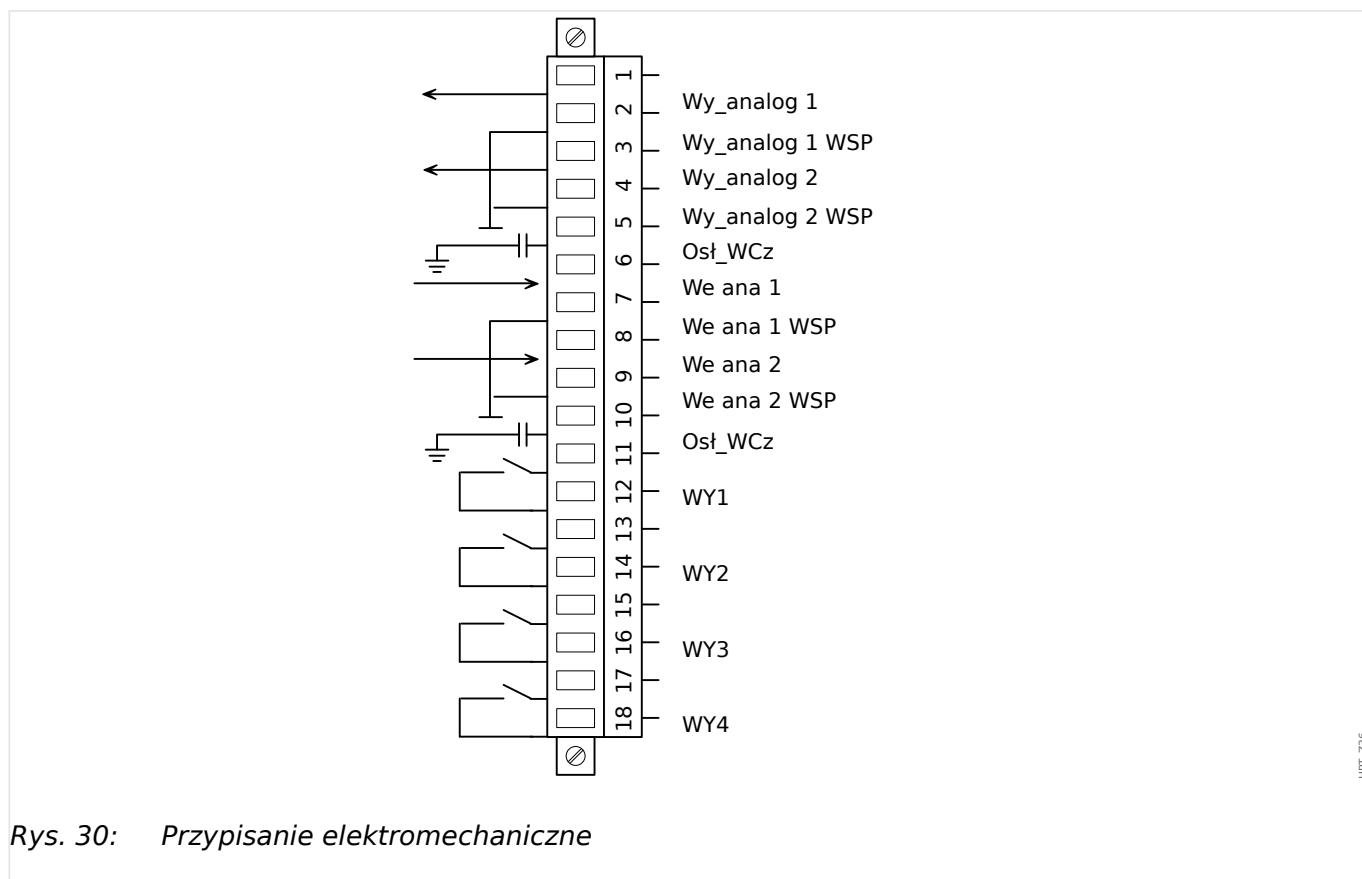 1
2
Wy_analog 1
3
Wy_analog 1 WSP
4
Wy_analog 2
5
Wy_analog 2 WSP
6
Osł_WCz
7
We ana 1
8
We ana 1 WSP
9
We ana 2
10
We ana 2 WSP
11
Osł_WCz
12
WY1
13
14
WY2
15
16
WY3
17
18
WY4
Rys. 30: Przypisanie elektromechaniczne